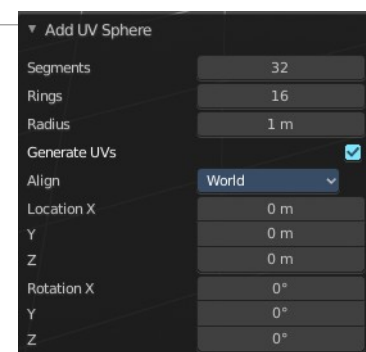 Add UV Sphere
Segments 32
Rings 16
Radius 1 m
Generate UVs
Align World
Location X 0 m
Y 0 m
Z 0 m
Rotation X 0°
Y 0°
Z 0°